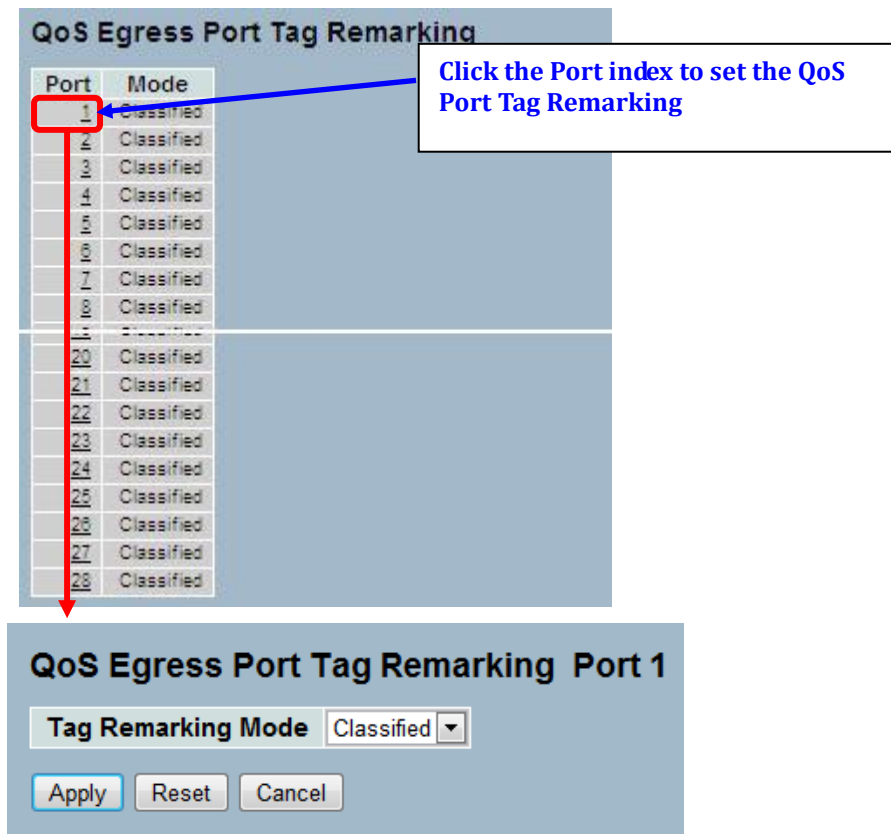 QoS Egress Port Tag Remarking
Click the Port index to set the QoS
Port Tag Remarking
Port Mode
1 Classified
2 Classified
3 Classified
4 Classified
5 Classified
6 Classified
7 Classified
8 Classified
20 Classified
21 Classified
22 Classified
23 Classified
24 Classified
25 Classified
26 Classified
27 Classified
28 Classified
QoS Egress Port Tag Remarking Port 1
Tag Remarking Mode Classified
Apply Reset Cancel